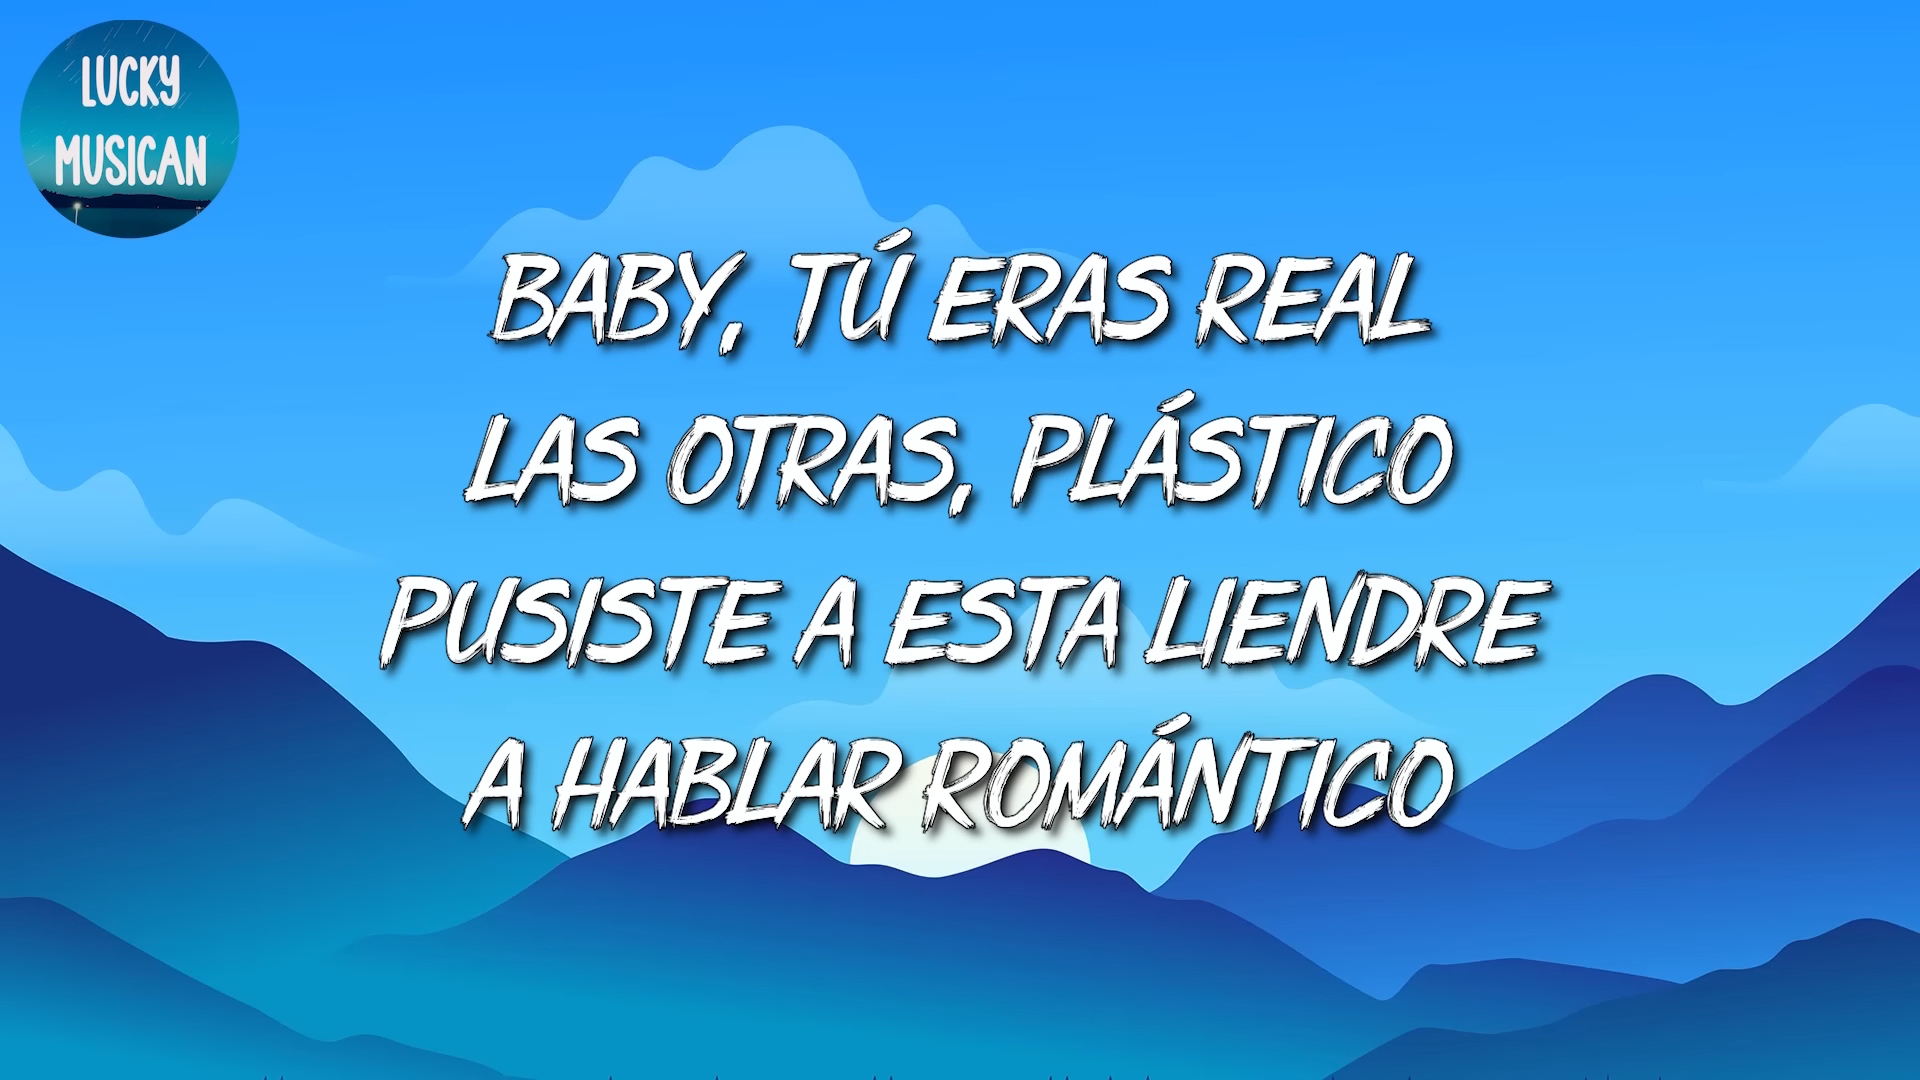 LUCKY
MUSICAN
BABY, TÚ ERAS REAL
LAS OTRAS, PLÁSTICO
PUSISTE A ESTA LIENDRE
A HABLAR ROMÁNTICO